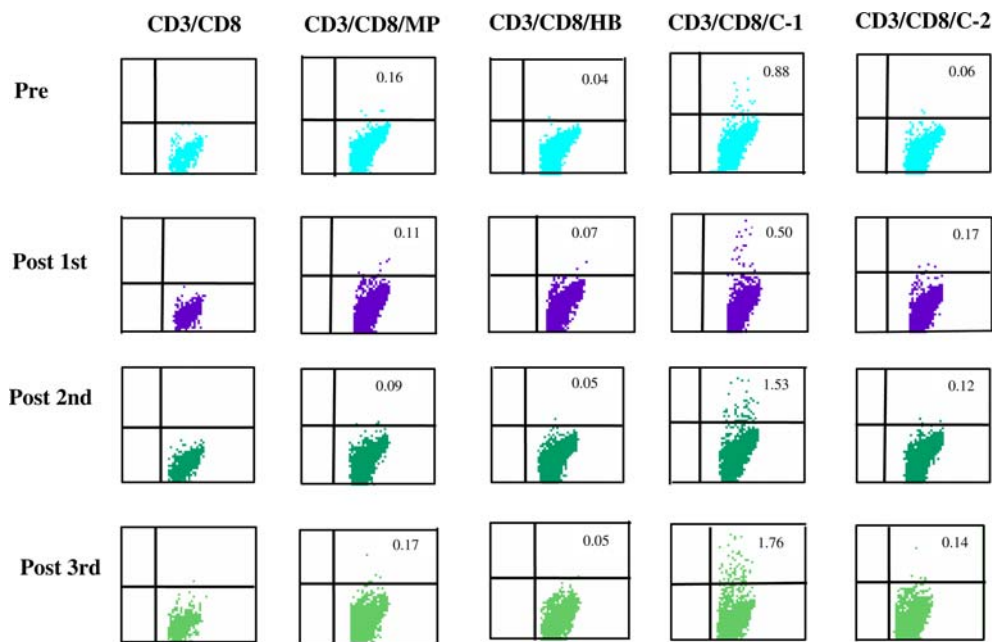 CD3/CD8 CD3/CD8/MP CD3/CD8/HB CD3/CD8/C-1 CD3/CD8/C-2
Pre 0.16 0.04 0.88 0.06
Post 1st 0.11 0.07 0.50 0.17
Post 2nd 0.09 0.05 1.53 0.12
Post 3rd 0.17 0.05 1.76 0.14